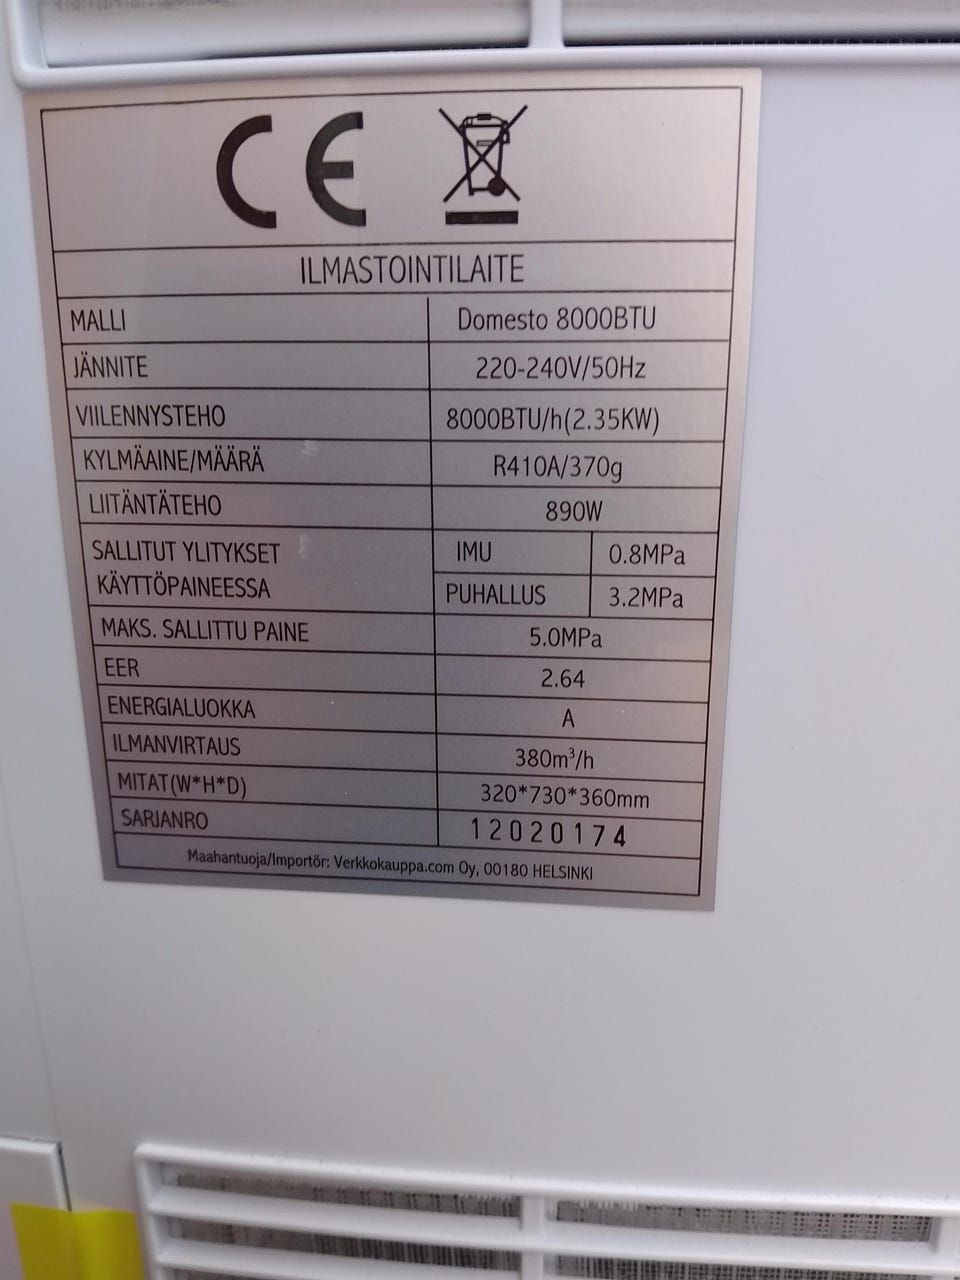 CE
ILMASTOINTILAITE
MALLI Domesto 8000BTU
JÄNNITE 220-240V/50Hz
VIILENNYSTEHO 8000BTU/h(2.35KW)
KYLMÄAINE/MÄÄRÄ R410A/370g
LIITÄNTÄTEHO 890W
SALLITUT YLITYKSET IMU 0.8MPa
KÄYTTÖPAINEESSA PUHALLUS 3.2MPa
MAKS. SALLITTU PAINE 5.0MPa
EER 2.64
ENERGIALUOKKA A
ILMANVIRTAUS 380m³/h
MITAT(W*H*D) 320*730*360mm
SARJANRO 12020174
Maahantuoja/Importör: Verkkokauppa.com Oy, 00180 HELSINKI